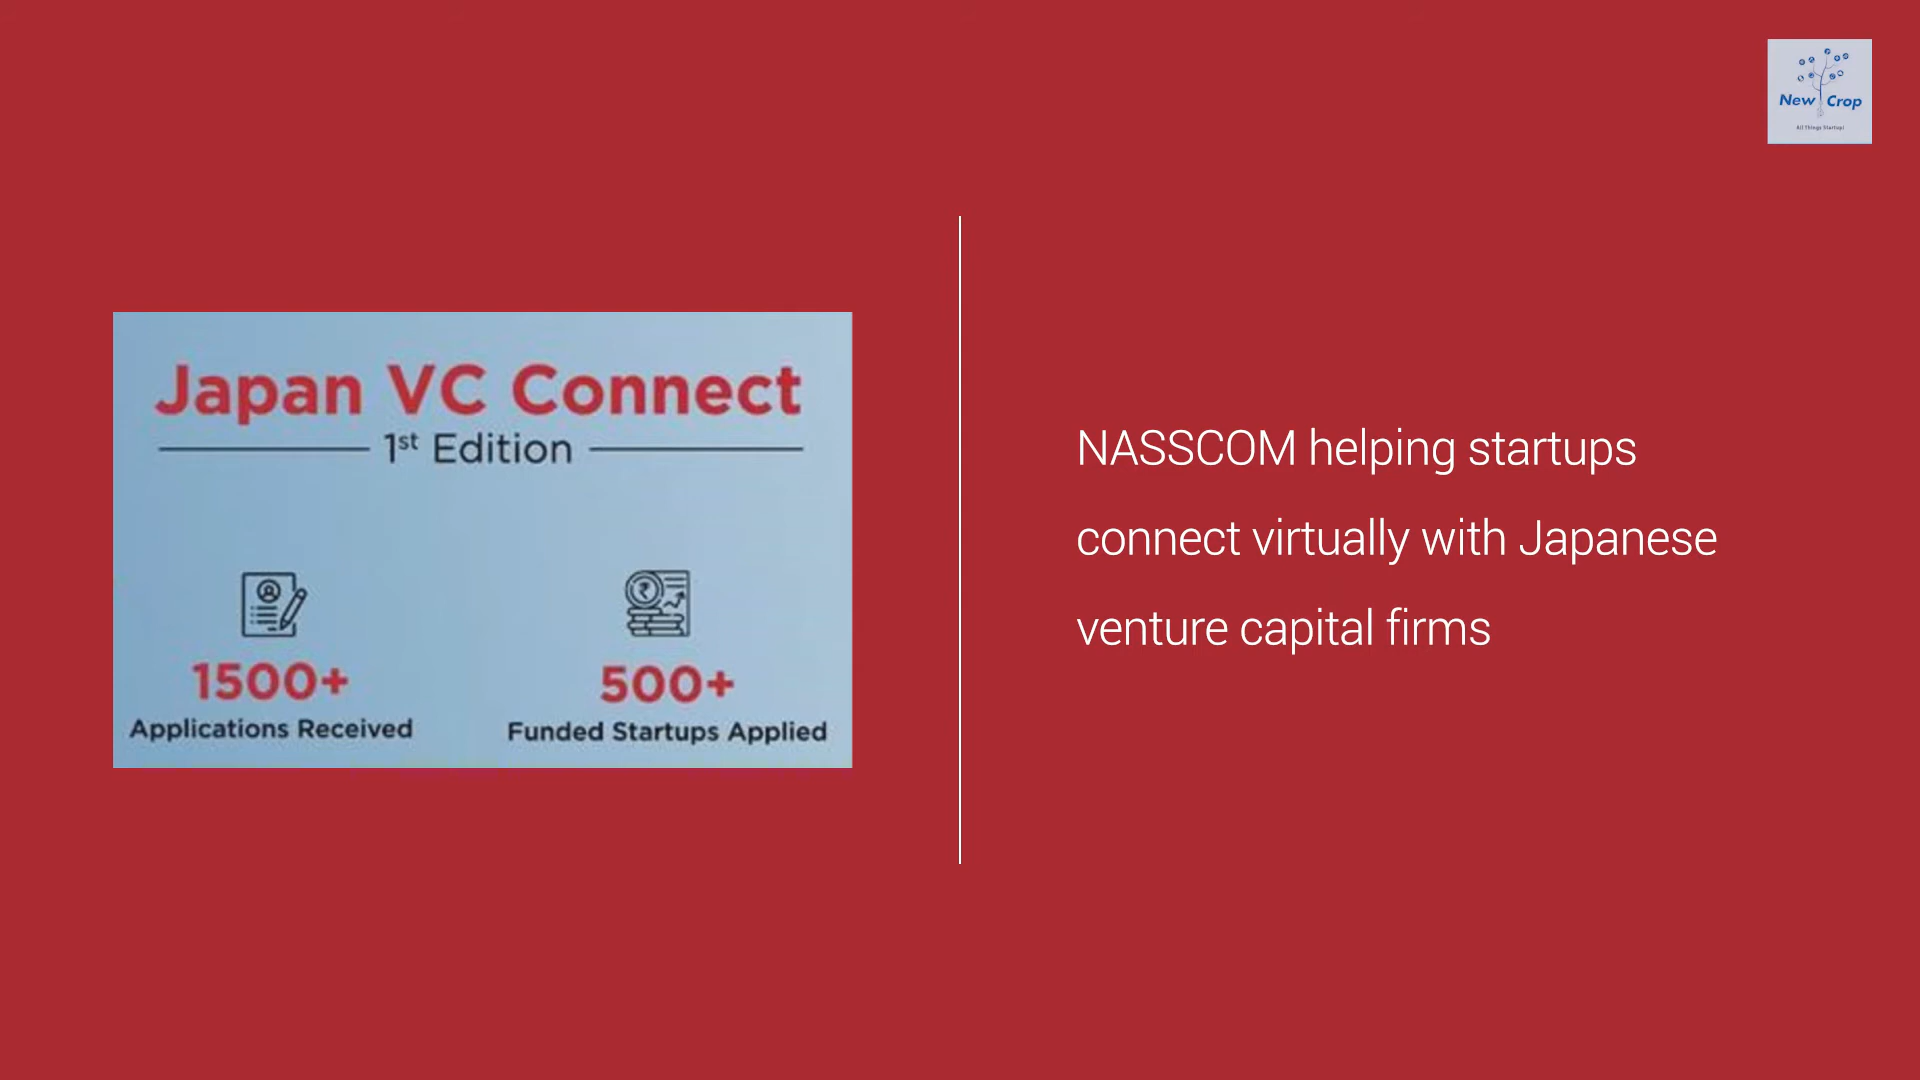 New Crop
All Things Startup!
Japan VC Connect
1st Edition
1500+
Applications Received
₹
500+
Funded Startups Applied
NASSCOM helping startups
connect virtually with Japanese
venture capital firms